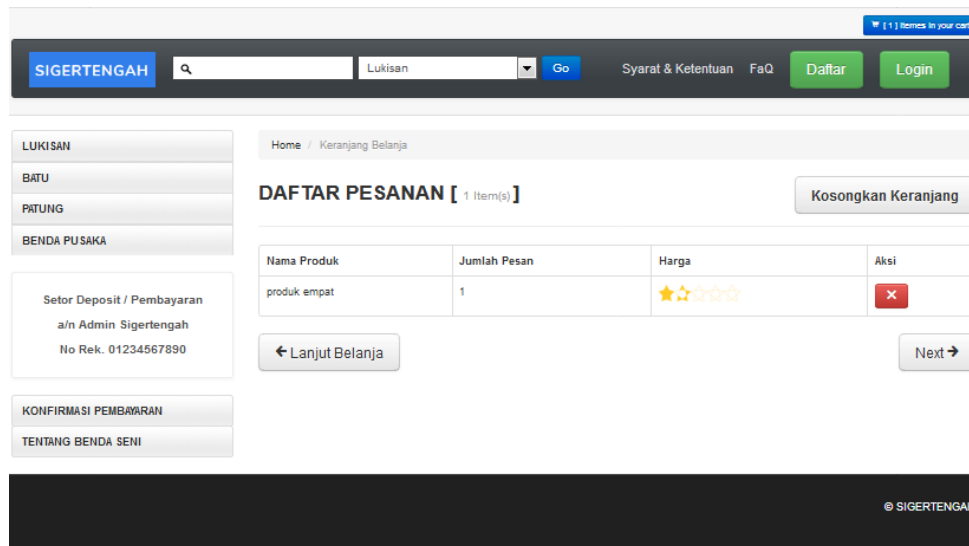 [ 1 ] Itemes in your cart
SIGERTENGAH Lukisan Go Syarat & Ketentuan FaQ Daftar Login
LUKISAN
BATU
PATUNG
BENDA PUSAKA
Setor Deposit / Pembayaran
a/n Admin Sigertengah
No Rek. 01234567890
KONFIRMASI PEMBAYARAN
TENTANG BENDA SENI
Home / Keranjang Belanja
DAFTAR PESANAN [ 1 Item(s) ] Kosongkan Keranjang
Nama Produk Jumlah Pesan Harga Aksi
produk empat 1
Lanjut Belanja Next
© SIGERTENGA